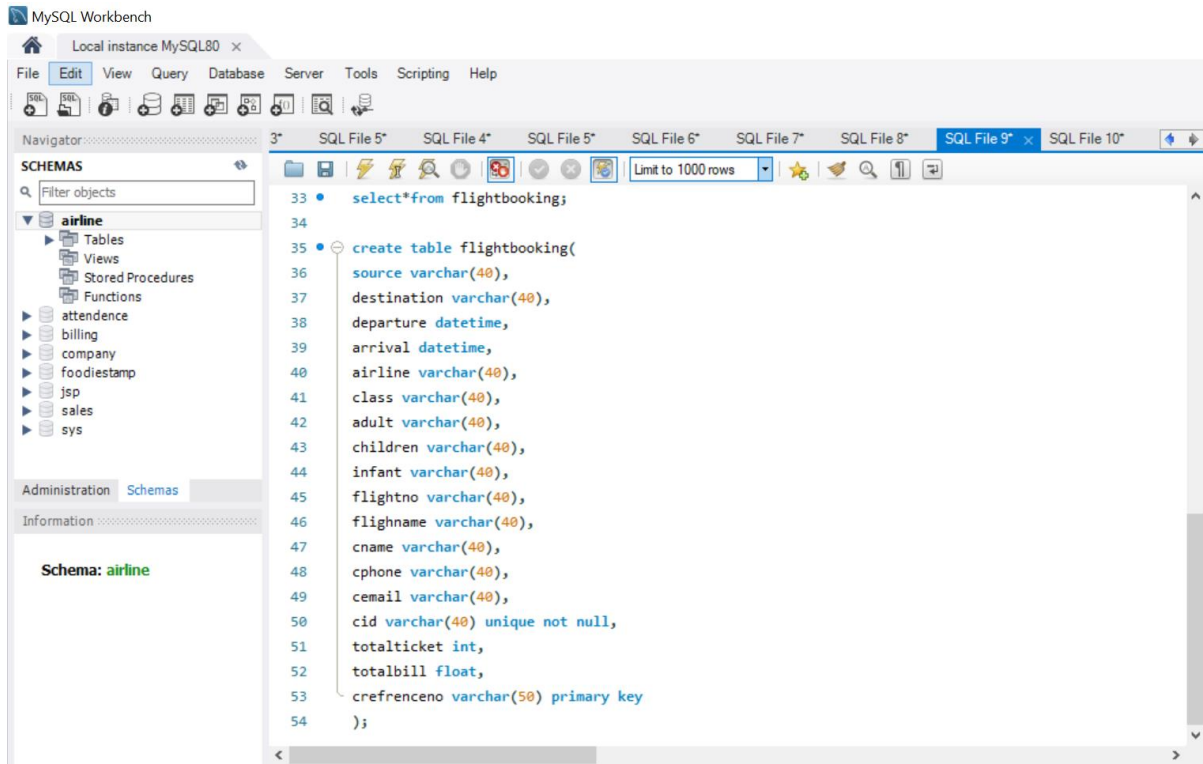 MySQL Workbench
Local instance MySQL80 ×
File Edit View Query Database Server Tools Scripting Help
Navigator
SCHEMAS
Filter objects
airline
Tables
Views
Stored Procedures
Functions
attendence
billing
company
foodiestamp
jsp
sales
sys
Administration Schemas
Information
Schema: airline
3* SQL File 5* SQL File 4* SQL File 5* SQL File 6* SQL File 7* SQL File 8* SQL File 9* × SQL File 10*
Limit to 1000 rows
33 select*from flightbooking;
34
35 create table flightbooking(
36 source varchar(40),
37 destination varchar(40),
38 departure datetime,
39 arrival datetime,
40 airline varchar(40),
41 class varchar(40),
42 adult varchar(40),
43 children varchar(40),
44 infant varchar(40),
45 flightno varchar(40),
46 flighname varchar(40),
47 cname varchar(40),
48 cphone varchar(40),
49 cemail varchar(40),
50 cid varchar(40) unique not null,
51 totalticket int,
52 totalbill float,
53 crefrenceno varchar(50) primary key
54 );